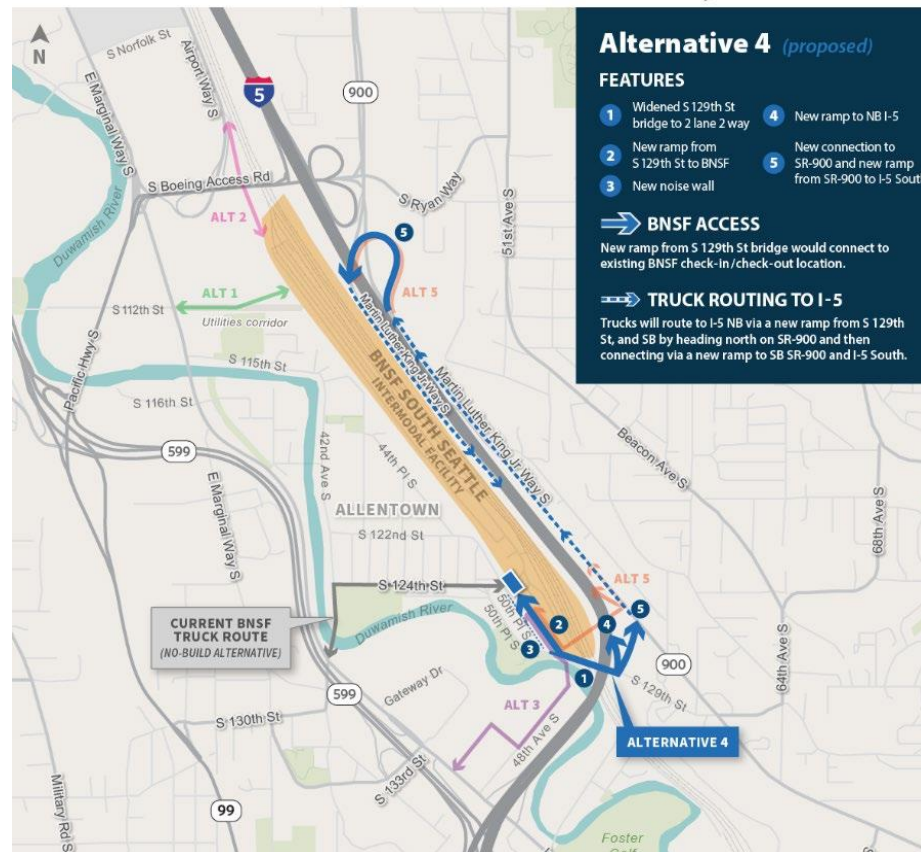 Alternative 4 (proposed)
FEATURES
1 Widened S 129th St
bridge to 2 lane 2 way
2 New ramp from
S 129th St to BNSF
3 New noise wall
4 New ramp to NB I-5
5 New connection to
SR-900 and new ramp
from SR-900 to I-5 Sout
BNSF ACCESS
New ramp from S 129th St bridge would connect to
existing BNSF check-in/check-out location.
TRUCK ROUTING TO I-5
Trucks will route to I-5 NB via a new ramp from S 129th
St, and SB by heading north on SR-900 and then
connecting via a new ramp to SB SR-900 and I-5 South.
N
S Norfolk St
Airport Way S
E Marginal Way S
5
900
S Boeing Access Rd
S Ryan Way
51st Ave S
ALT 2
Duwamish River
5
ALT 1
ALT 5
S 112th St
Utilities corridor
Martin Luther King Jr Way S
Martin Luther King Jr Way S
BNSF SOUTH SEATTLE
INTERMODAL FACILITY
Pacific Hwy S
S 115th St
S 116th St
599
42nd Ave S
44th Pl S
Beacon Ave S
E Marginal Way S
ALLENTOWN
S 122nd St
68th Ave S
ALT 5
S 124th St
CURRENT BNSF
TRUCK ROUTE
(NO-BUILD ALTERNATIVE)
50th Pl S
50th Pl S
Duwamish River
2
3
4
5
1
900
64th Ave S
599
Gateway Dr
S 129th St
ALT 3
S 130th St
48th Ave S
ALTERNATIVE 4
S 133rd St
99
Military Rd S
Foster
Golf